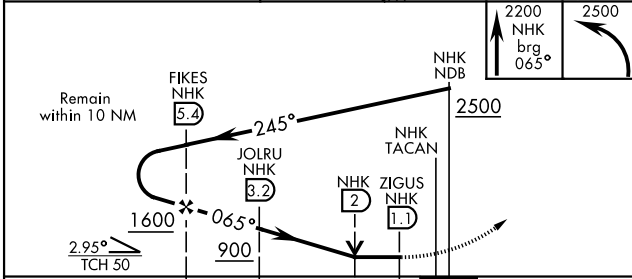 2200
NHK
brg
065°
2500
Remain
within 10 NM
FIKES
NHK
5.4
245°
NHK
NDB
2500
JOLRU
NHK
3.2
NHK
TACAN
NHK
2
ZIGUS
NHK
1.1
1600
065°
900
2.95°
TCH 50